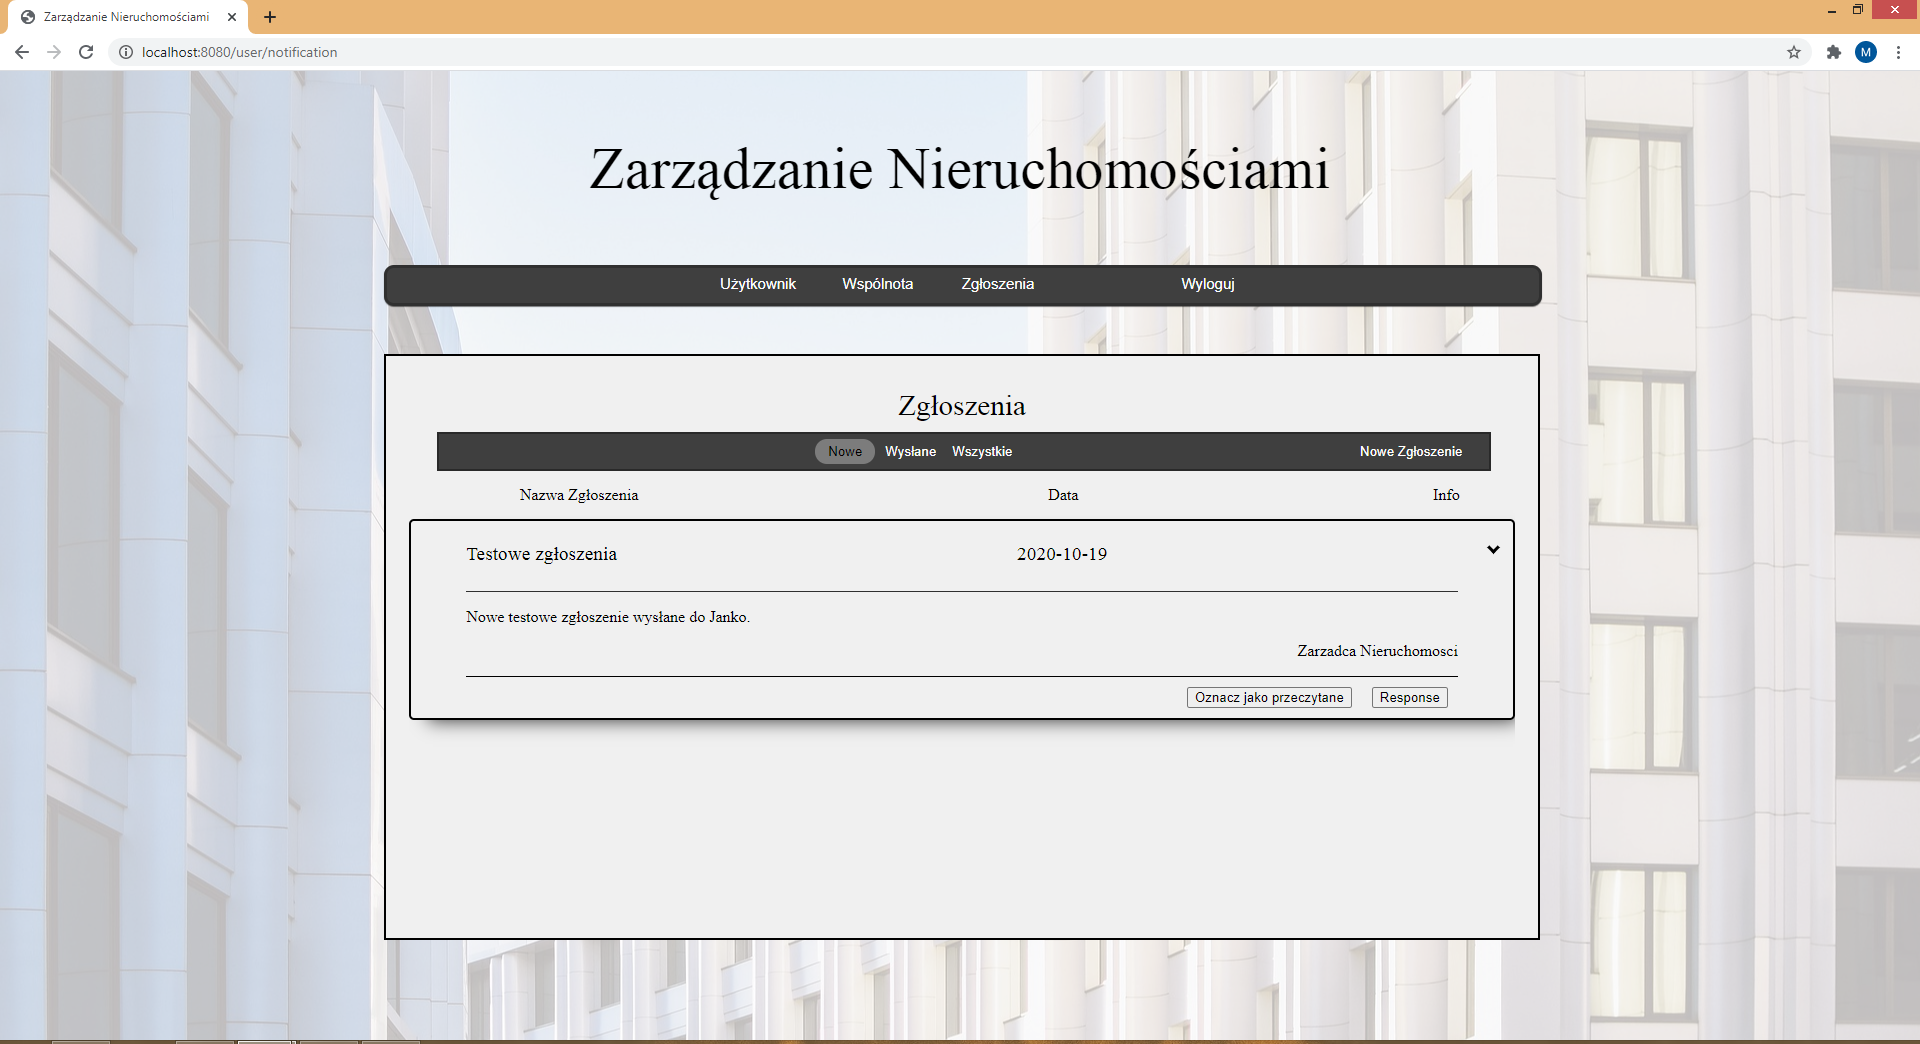 Zarządzanie Nieruchomościami
localhost:8080/user/notification
M
Zarządzanie Nieruchomościami
Użytkownik Wspólnota Zgłoszenia Wyloguj
Zgłoszenia
Nowe Wysłane Wszystkie Nowe Zgłoszenie
Nazwa Zgłoszenia Data Info
Testowe zgłoszenia 2020-10-19
Nowe testowe zgłoszenie wysłane do Janko.
Zarzadca Nieruchomosci
Oznacz jako przeczytane Response